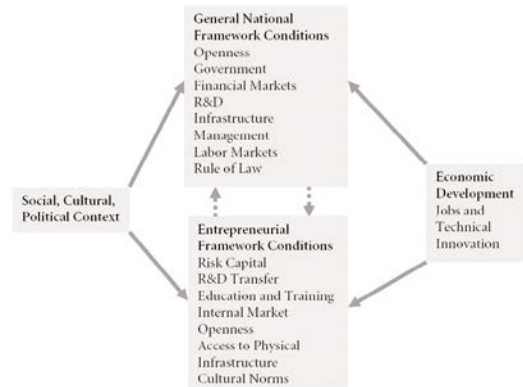 General National
Framework Conditions
Openness
Government
Financial Markets
R&D
Infrastructure
Management
Labor Markets
Rule of Law
Social, Cultural,
Political Context
Economic
Development
Jobs and
Technical
Innovation
Entrepreneurial
Framework Conditions
Risk Capital
R&D Transfer
Education and Training
Internal Market
Openness
Access to Physical
Infrastructure
Cultural Norms